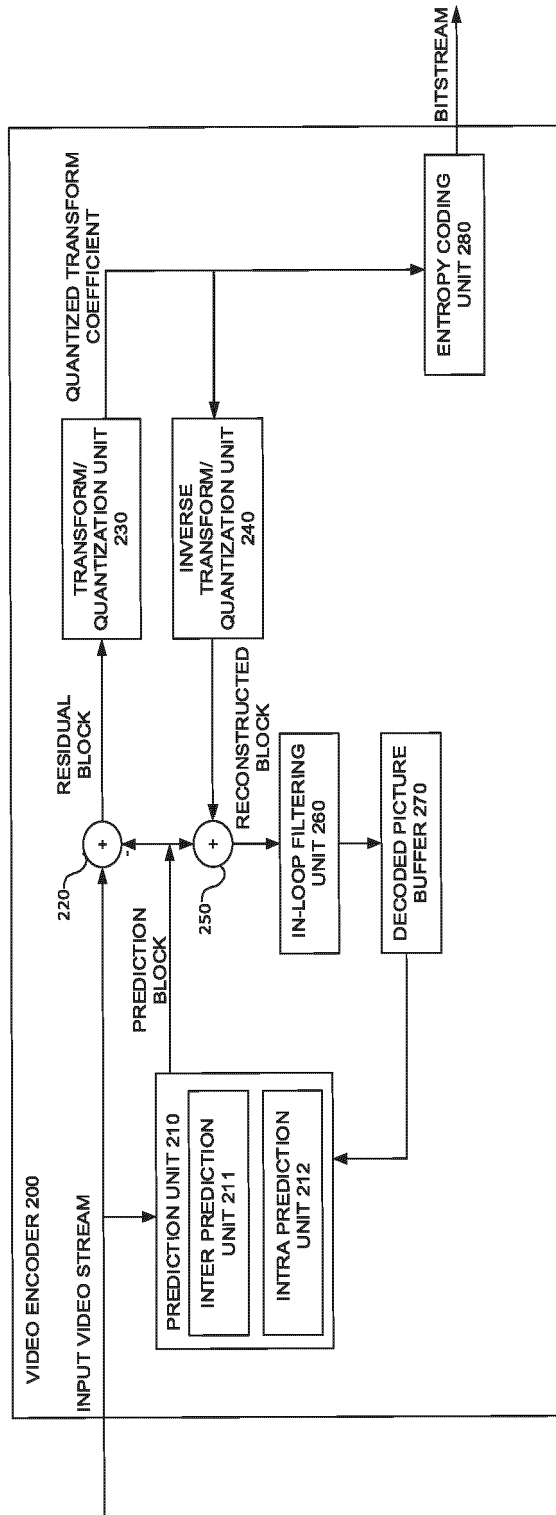 VIDEO ENCODER 200
INPUT VIDEO STREAM
PREDICTION UNIT 210
INTER PREDICTION
UNIT 211
INTRA PREDICTION
UNIT 212
PREDICTION
BLOCK
220
+
-
250
+
RESIDUAL
BLOCK
RECONSTRUCTED
BLOCK
IN-LOOP FILTERING
UNIT 260
DECODED PICTURE
BUFFER 270
TRANSFORM/
QUANTIZATION UNIT
230
INVERSE
TRANSFORM/
QUANTIZATION UNIT
240
QUANTIZED TRANSFORM
COEFFICIENT
ENTROPY CODING
UNIT 280
BITSTREAM